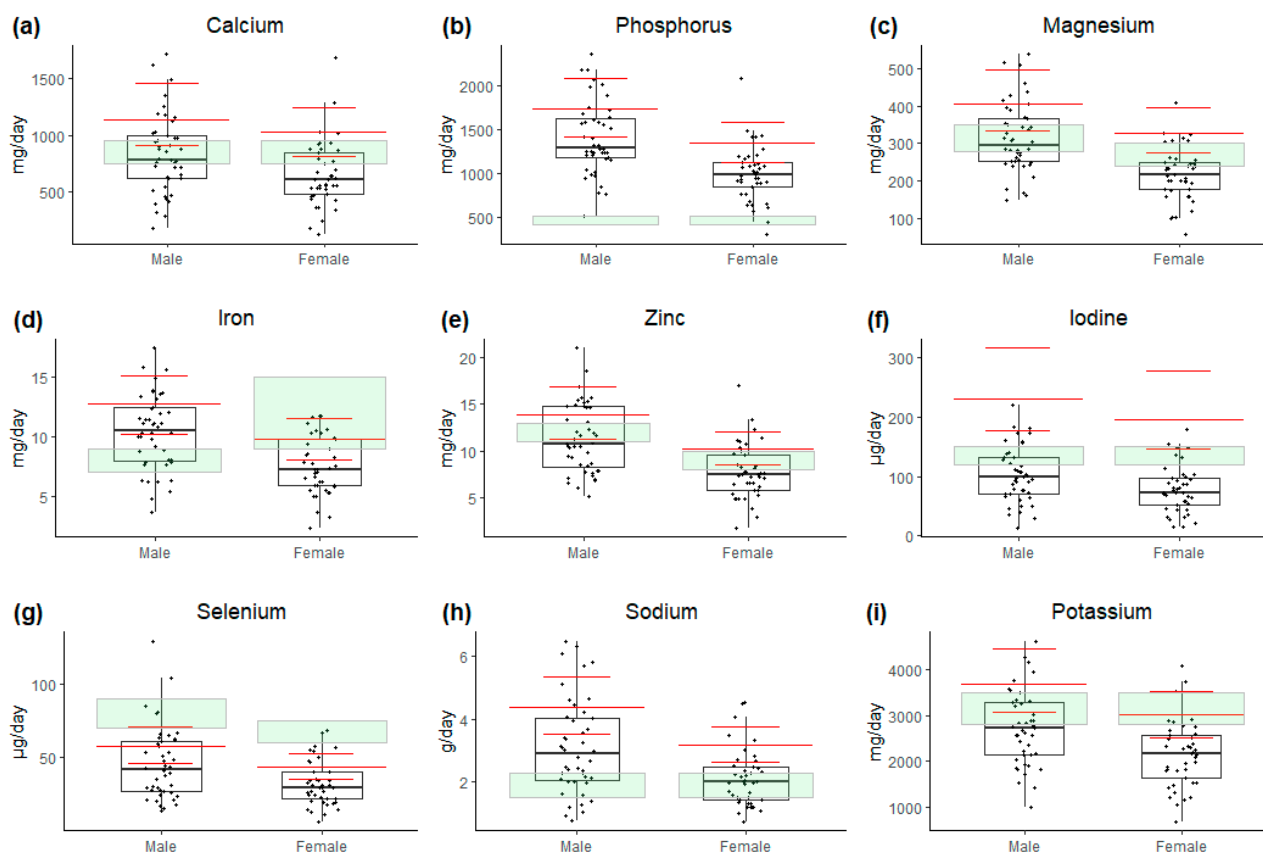 (a) Calcium
mg/day
1500
1000
500
Male Female
(b) Phosphorus
mg/day
2000
1500
1000
500
Male Female
(c) Magnesium
mg/day
500
400
300
200
100
Male Female
(d) Iron
mg/day
15
10
5
Male Female
(e) Zinc
mg/day
20
15
10
5
Male Female
(f) Iodine
µg/day
300
200
100
0
Male Female
(g) Selenium
µg/day
100
50
Male Female
(h) Sodium
g/day
6
4
2
Male Female
(i) Potassium
mg/day
4000
3000
2000
1000
Male Female